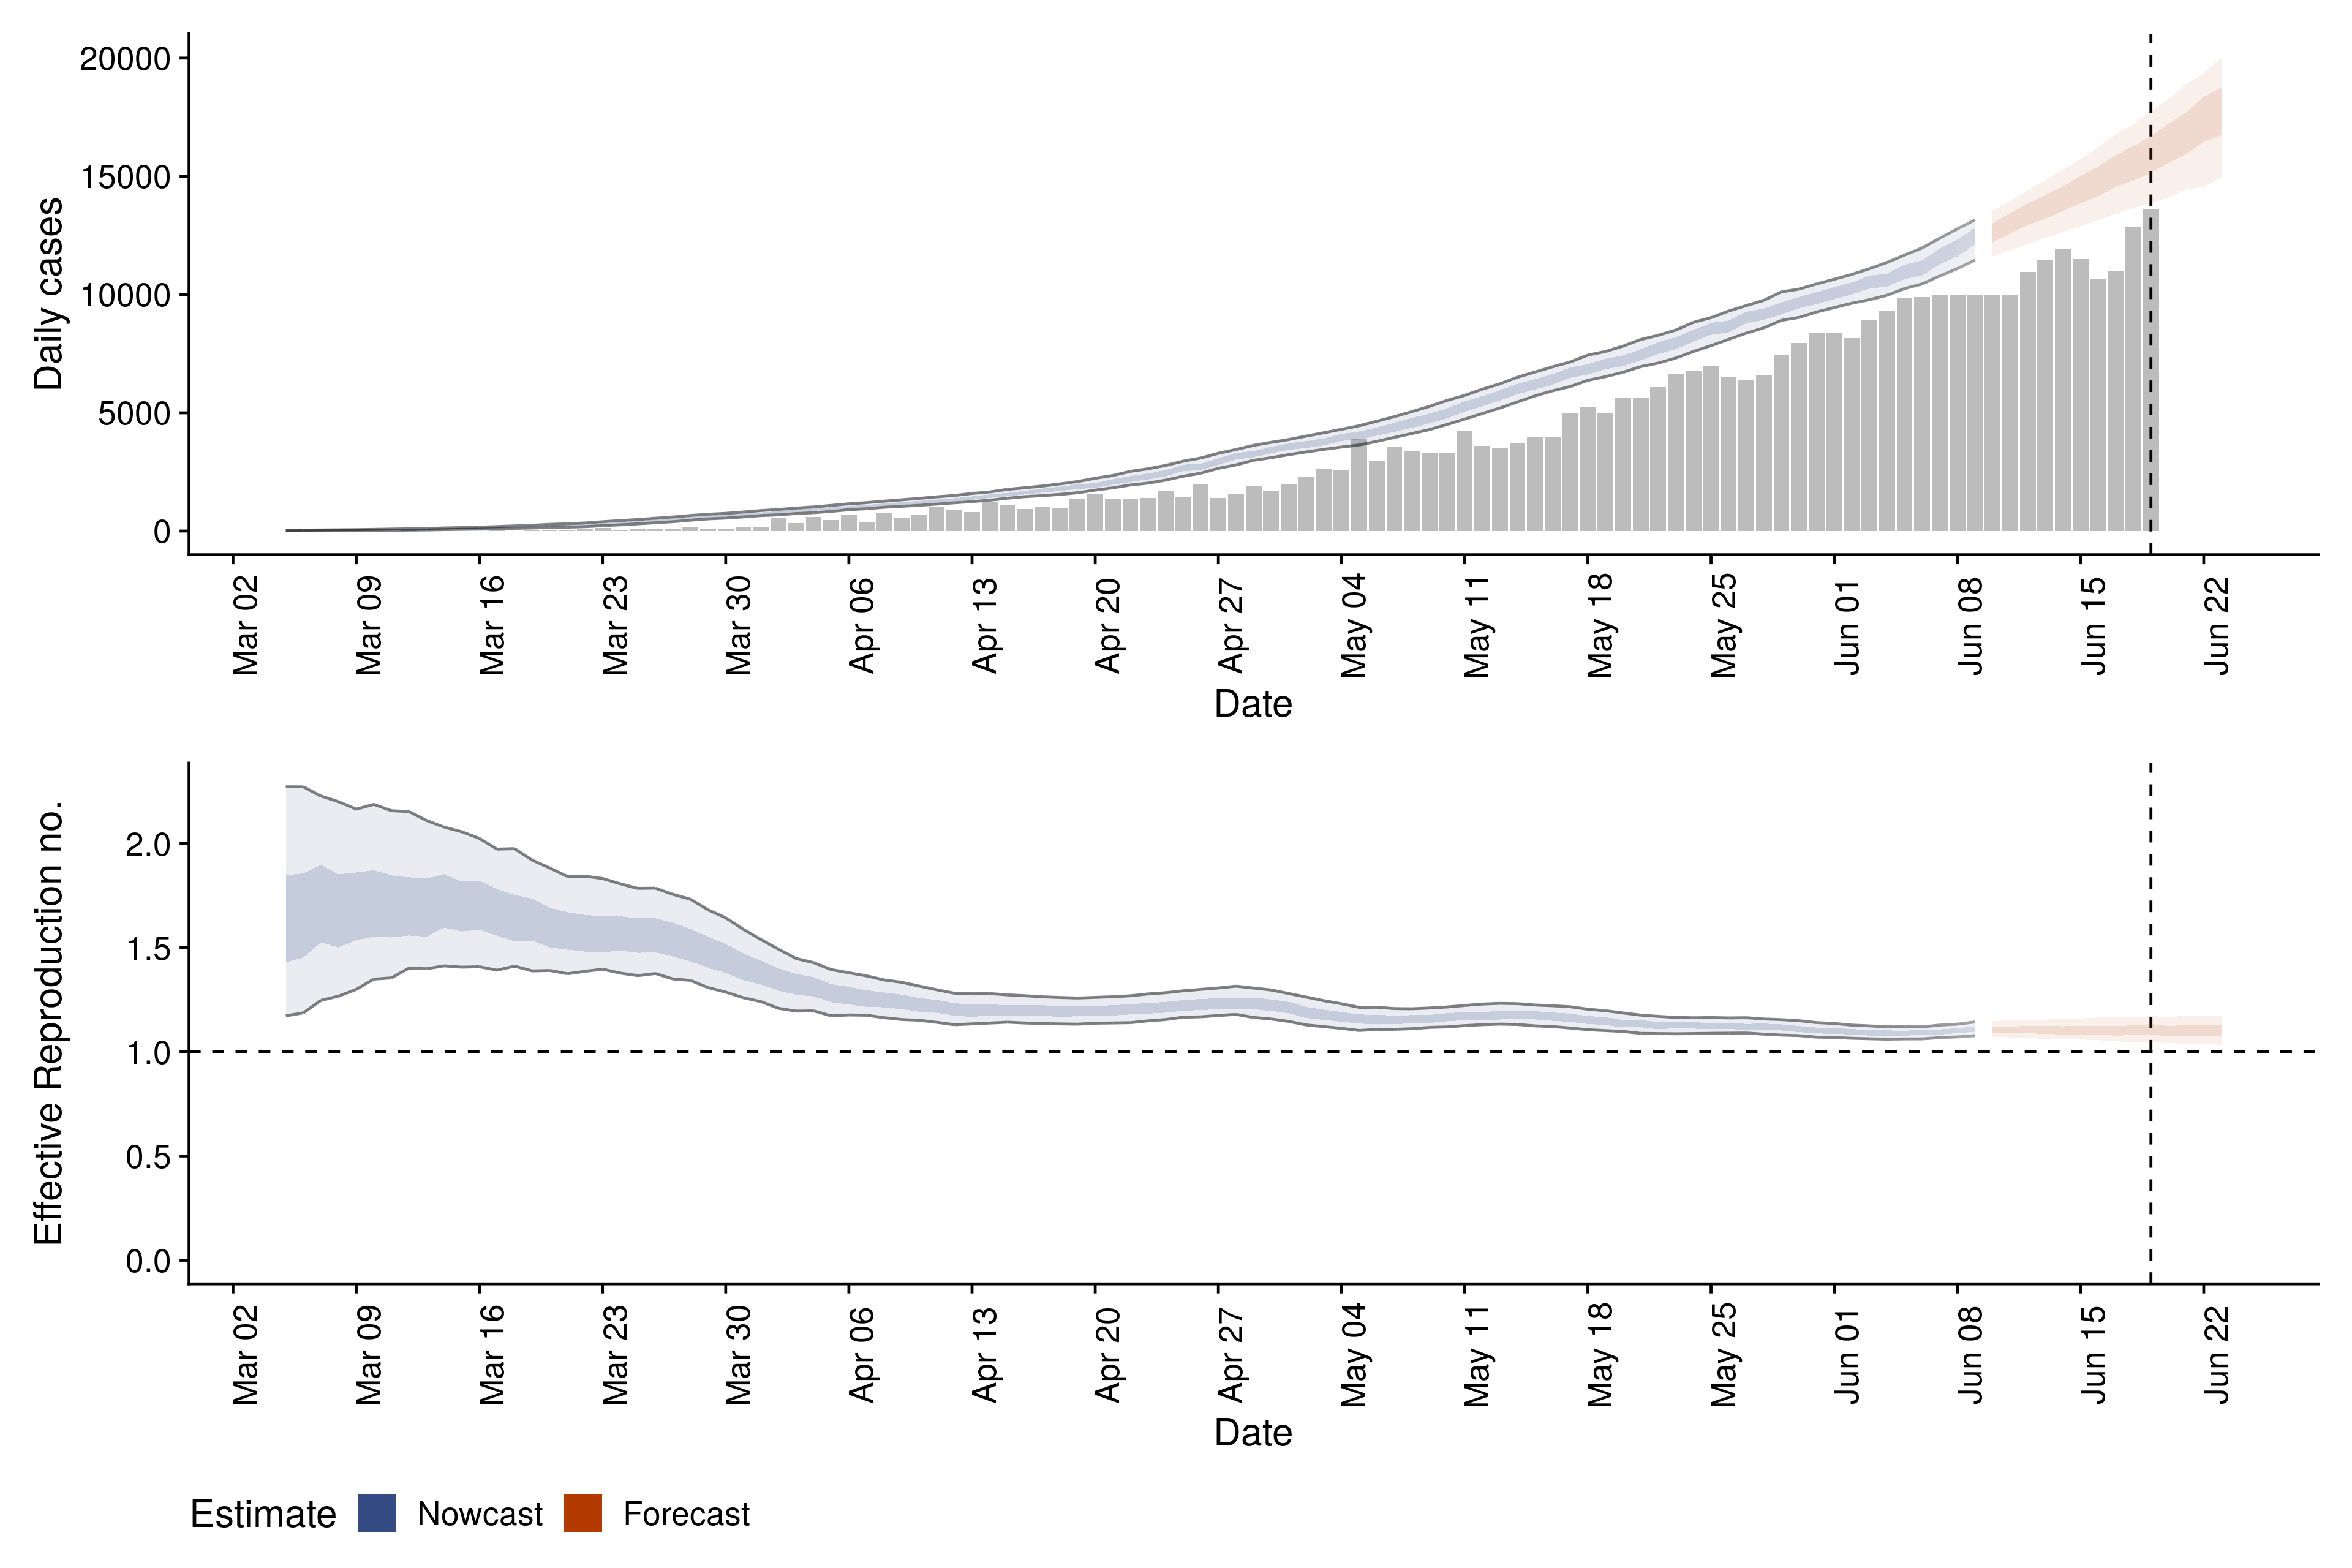 20000
15000
10000
5000
0
Daily cases
Mar 02
Mar 09
Mar 16
Mar 23
Mar 30
Apr 06
Apr 13
Apr 20
Apr 27
May 04
May 11
May 18
May 25
Jun 01
Jun 08
Jun 15
Jun 22
Date
2.0
1.5
1.0
0.5
0.0
Effective Reproduction no.
Mar 02
Mar 09
Mar 16
Mar 23
Mar 30
Apr 06
Apr 13
Apr 20
Apr 27
May 04
May 11
May 18
May 25
Jun 01
Jun 08
Jun 15
Jun 22
Date
Estimate Nowcast Forecast